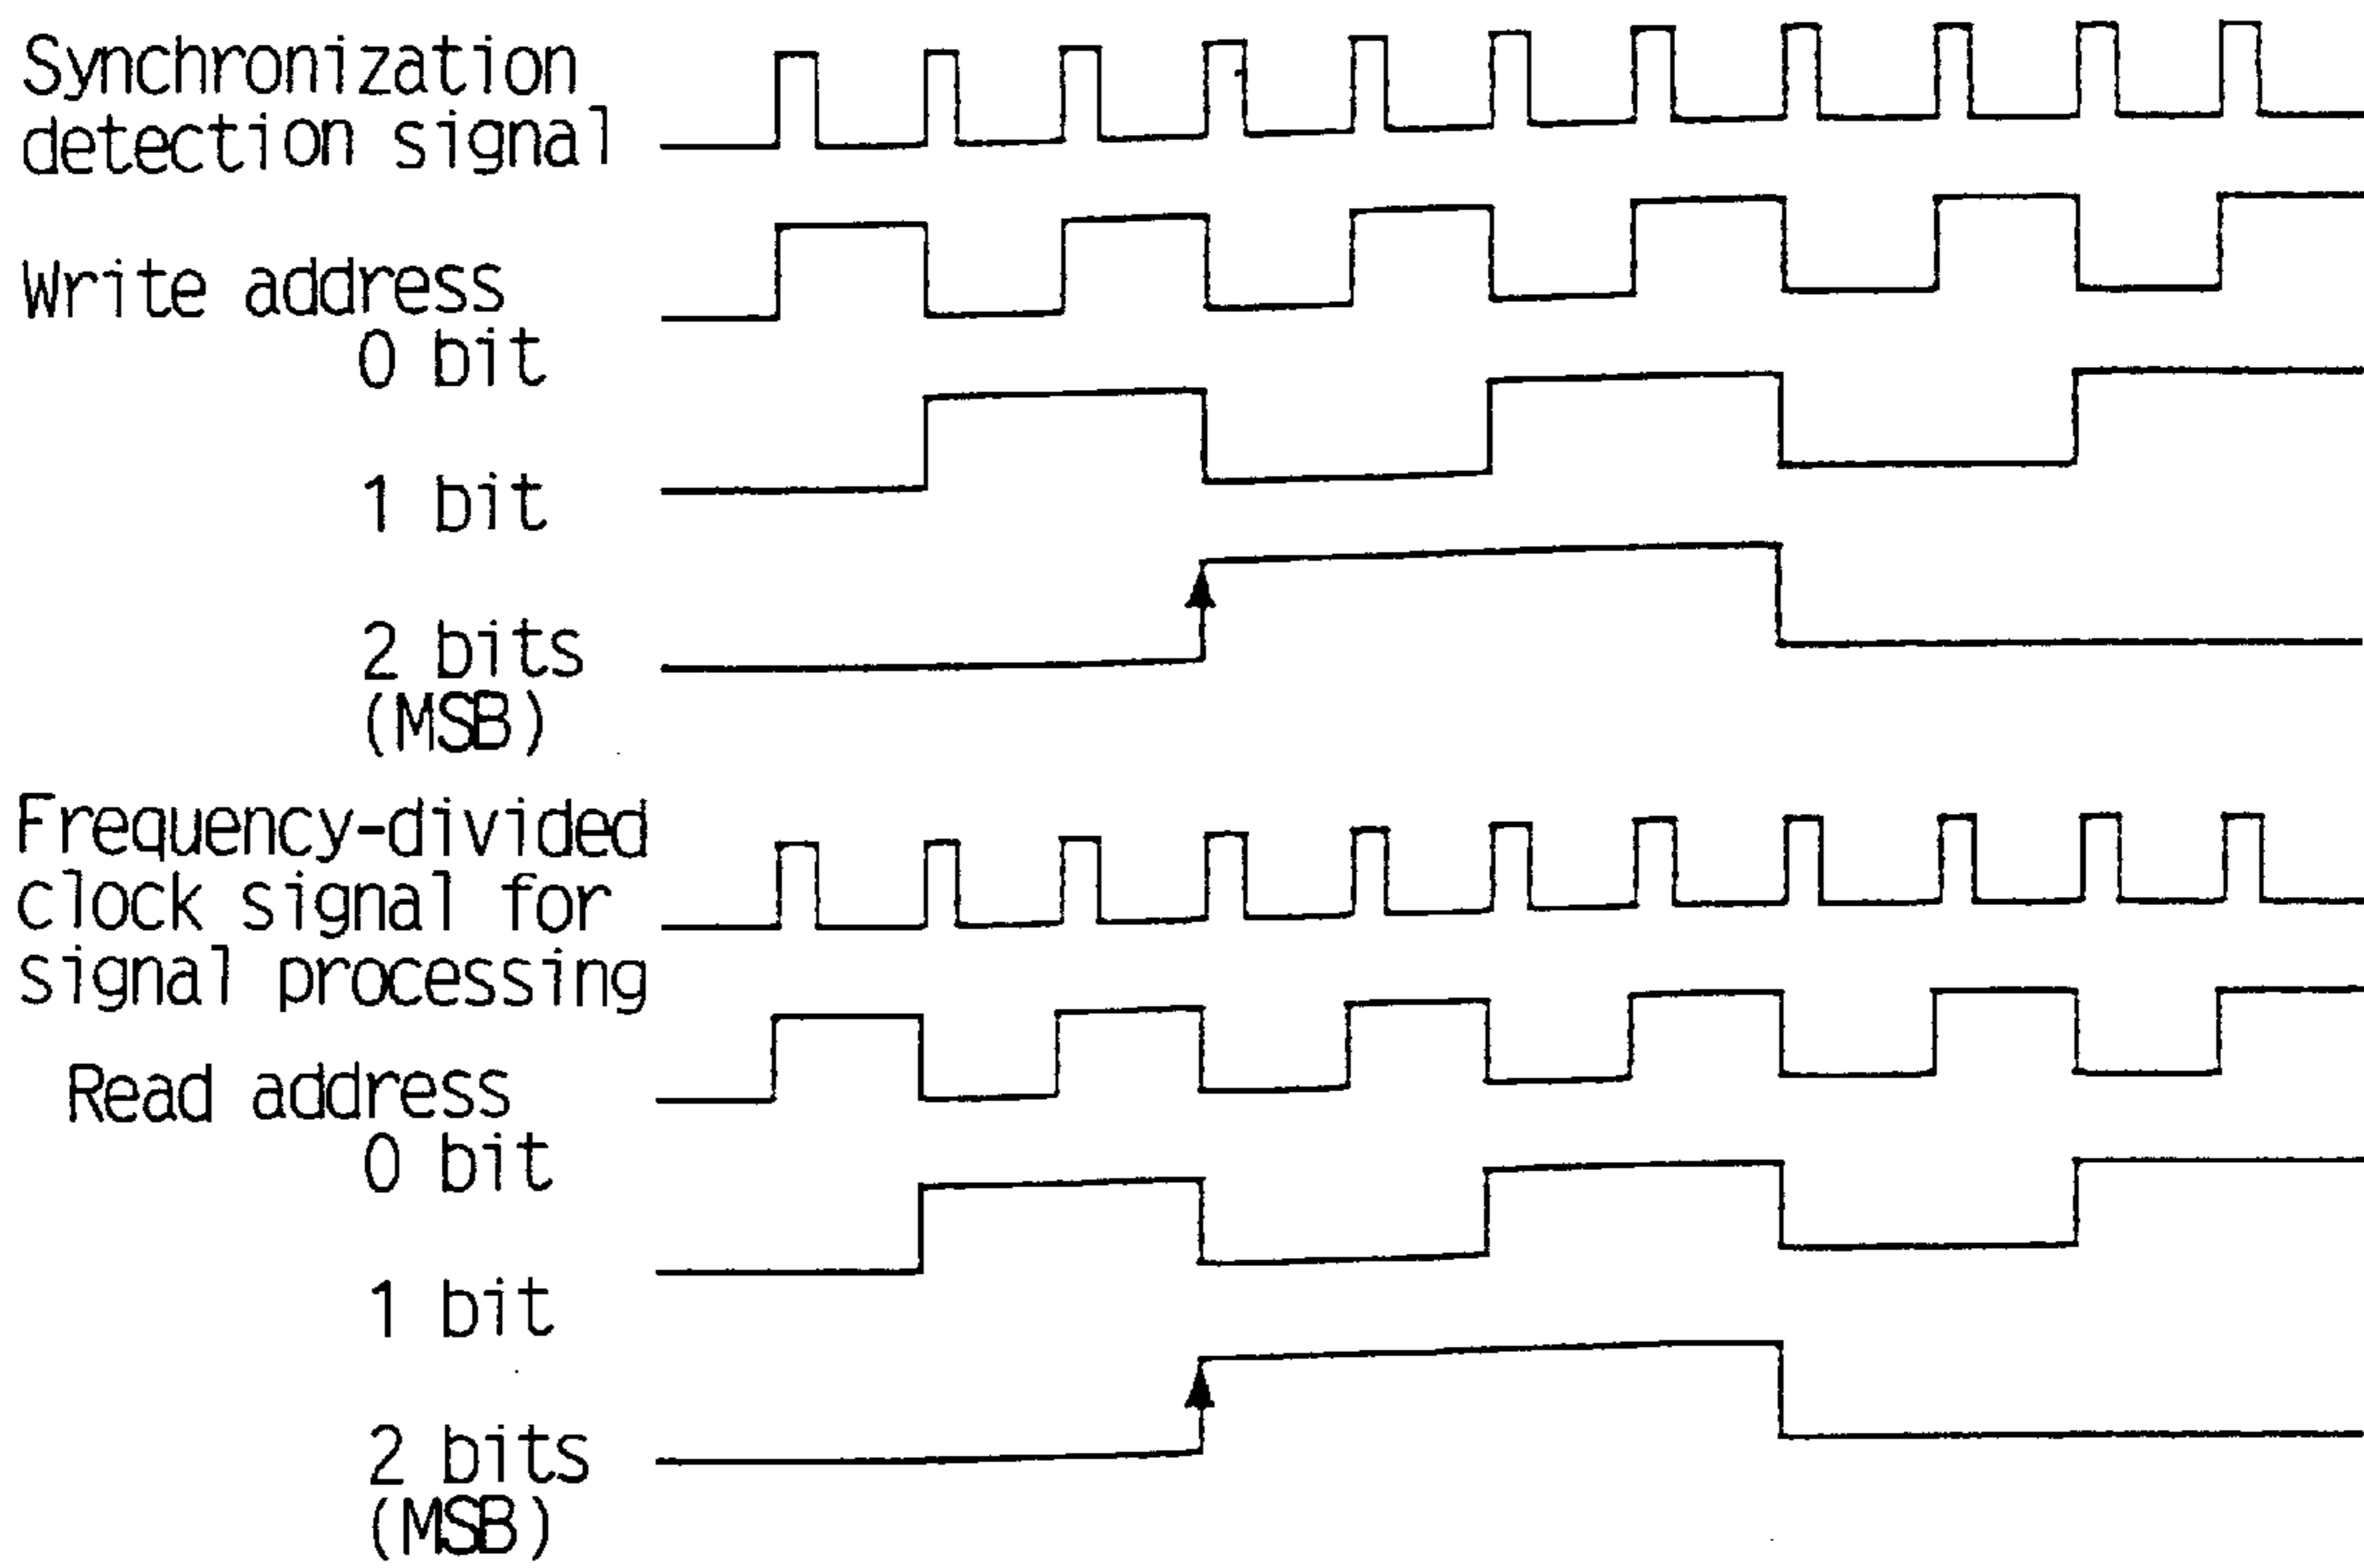 Synchronization
detection signal
Write address
0 bit
1 bit
2 bits
(MSB)
Frequency-divided
clock signal for
signal processing
Read address
0 bit
1 bit
2 bits
(MSB)